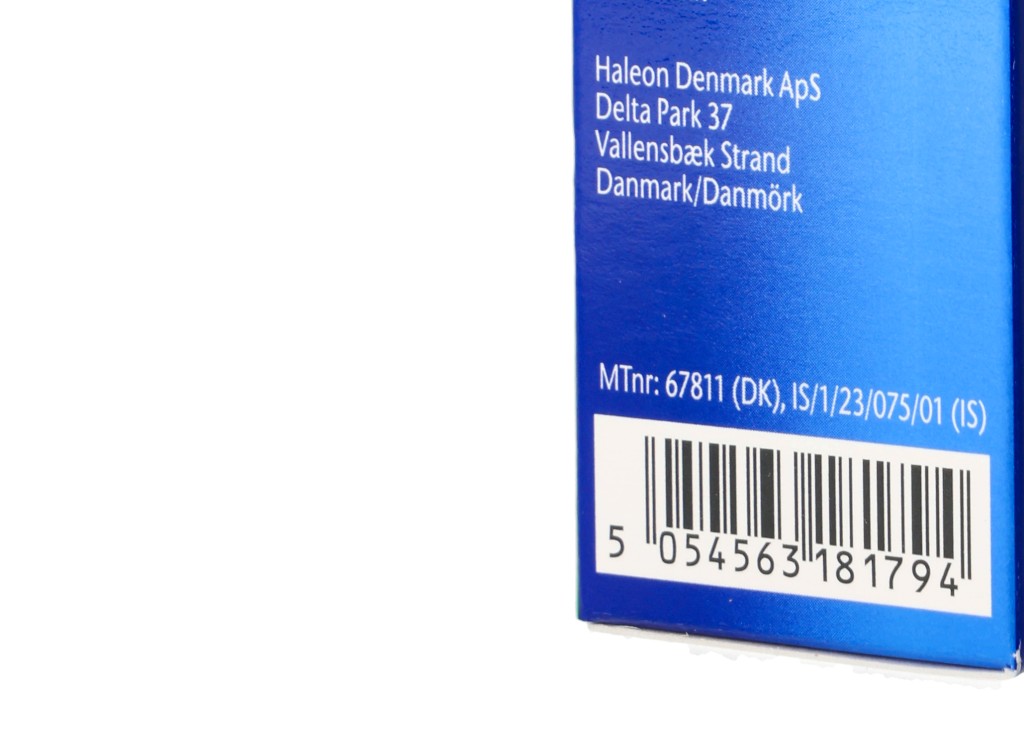 Haleon Denmark ApS
Delta Park 37
Vallensbæk Strand
Danmark/Danmörk
MTnr: 67811 (DK), IS/1/23/075/01 (IS)
5 054563 181794